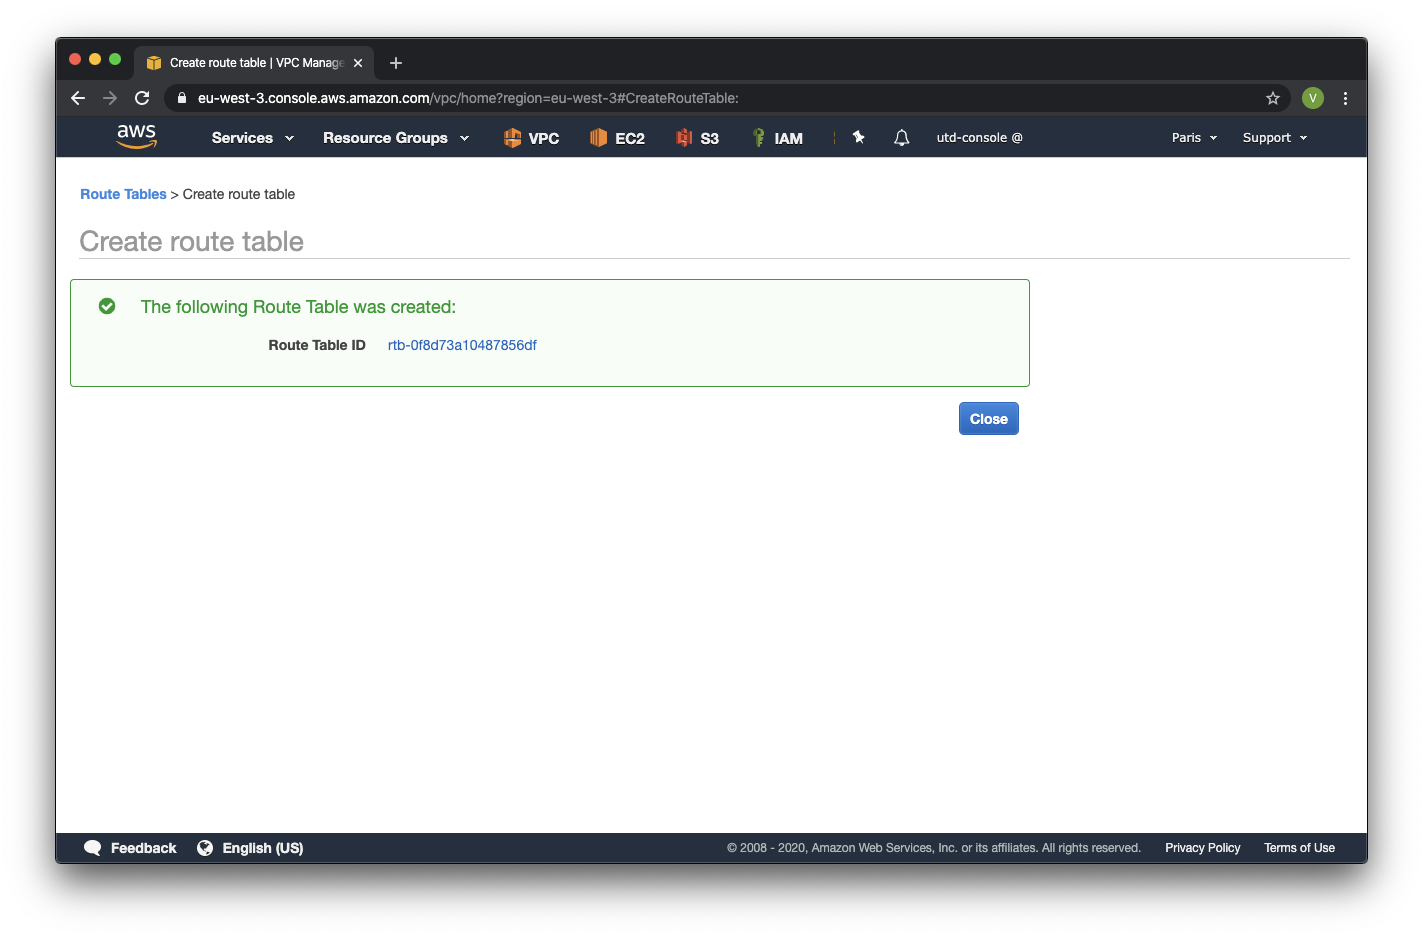 Create route table | VPC Manage
eu-west-3.console.aws.amazon.com/vpc/home?region=eu-west-3#CreateRouteTable:
V
aws Services Resource Groups VPC EC2 S3 IAM utd-console @ Paris Support
Route Tables > Create route table
Create route table
The following Route Table was created:
Route Table ID rtb-0f8d73a10487856df
Close
Feedback English (US) © 2008 - 2020, Amazon Web Services, Inc. or its affiliates. All rights reserved. Privacy Policy Terms of Use